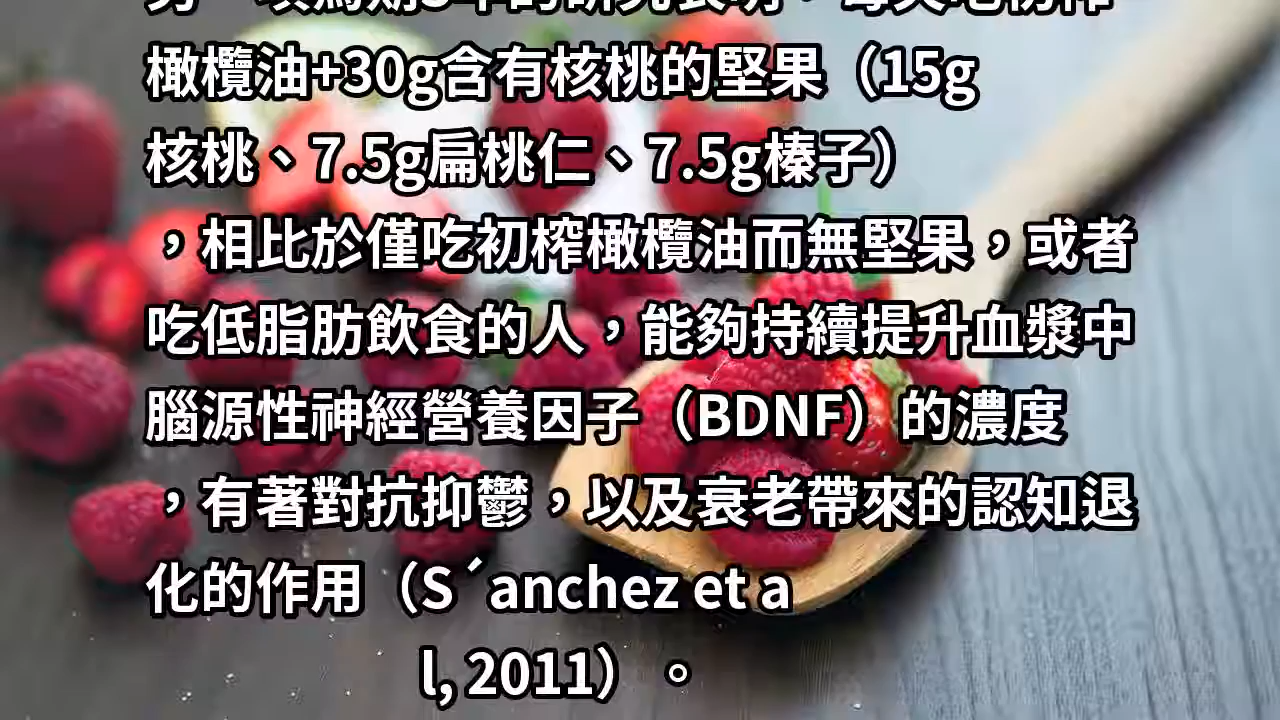 橄欖油+30g含有核桃的堅果（15g
核桃、7.5g扁桃仁、7.5g榛子）
，相比於僅吃初榨橄欖油而無堅果，或者
吃低脂肪飲食的人，能夠持續提升血漿中
腦源性神經營養因子（BDNF）的濃度
，有著對抗抑鬱，以及衰老帶來的認知退
化的作用（S´anchez et a
l, 2011）。